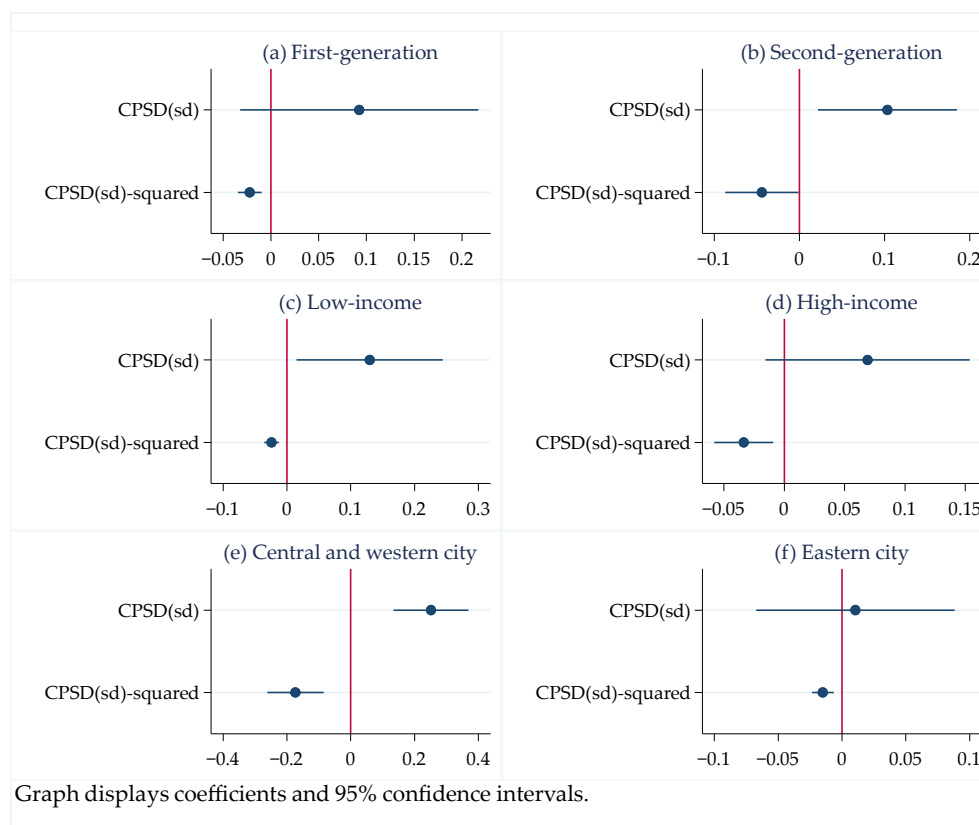 (a) First-generation
CPSD(sd)
CPSD(sd)-squared
−0.05 0 0.05 0.1 0.15 0.2
(b) Second-generation
CPSD(sd)
CPSD(sd)-squared
−0.1 0 0.1 0.2
(c) Low-income
CPSD(sd)
CPSD(sd)-squared
−0.1 0 0.1 0.2 0.3
(d) High-income
CPSD(sd)
CPSD(sd)-squared
−0.05 0 0.05 0.1 0.15
(e) Central and western city
CPSD(sd)
CPSD(sd)-squared
−0.4 −0.2 0 0.2 0.4
(f) Eastern city
CPSD(sd)
CPSD(sd)-squared
−0.1 −0.05 0 0.05 0.1
Graph displays coefficients and 95% confidence intervals.